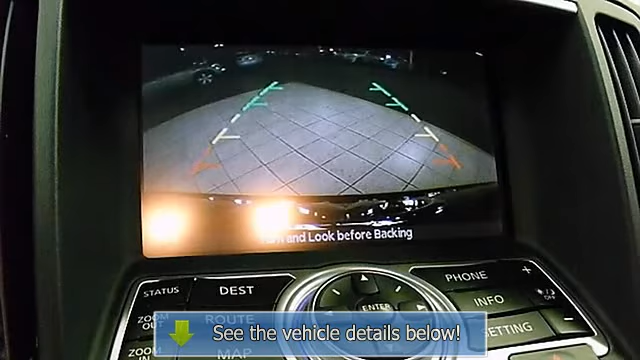 and Look before Backing
STATUS
DEST
PHONE
+
ZOOM OUT
ROUTE
ENTER
INFO
OFF
ZOOM IN
MAP
SETTING
-
See the vehicle details below!